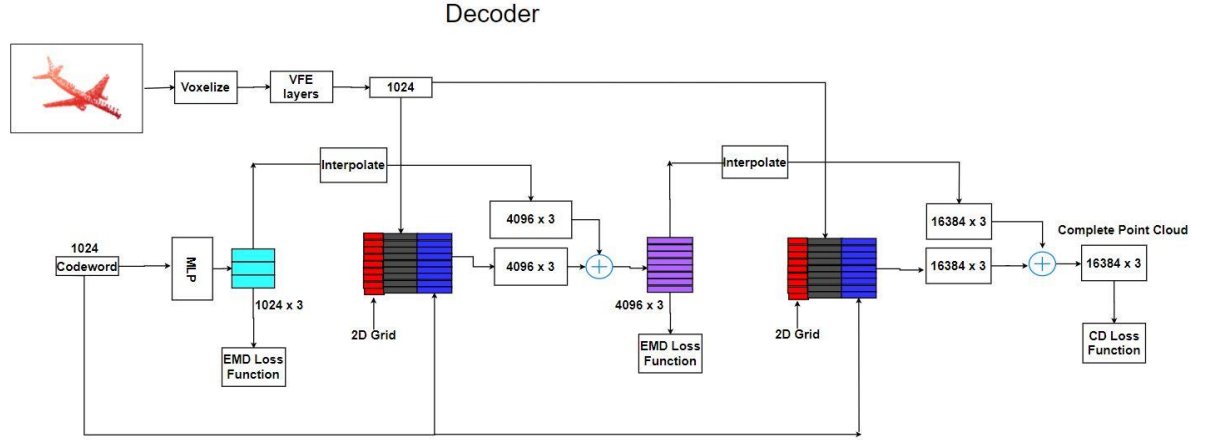 Decoder
Voxelize
VFE
layers
1024
Interpolate
Interpolate
4096 x 3
16384 x 3
1024
Codeword
MLP
1024 x 3
4096 x 3
4096 x 3
16384 x 3
Complete Point Cloud
16384 x 3
2D Grid
2D Grid
EMD Loss
Function
EMD Loss
Function
CD Loss
Function